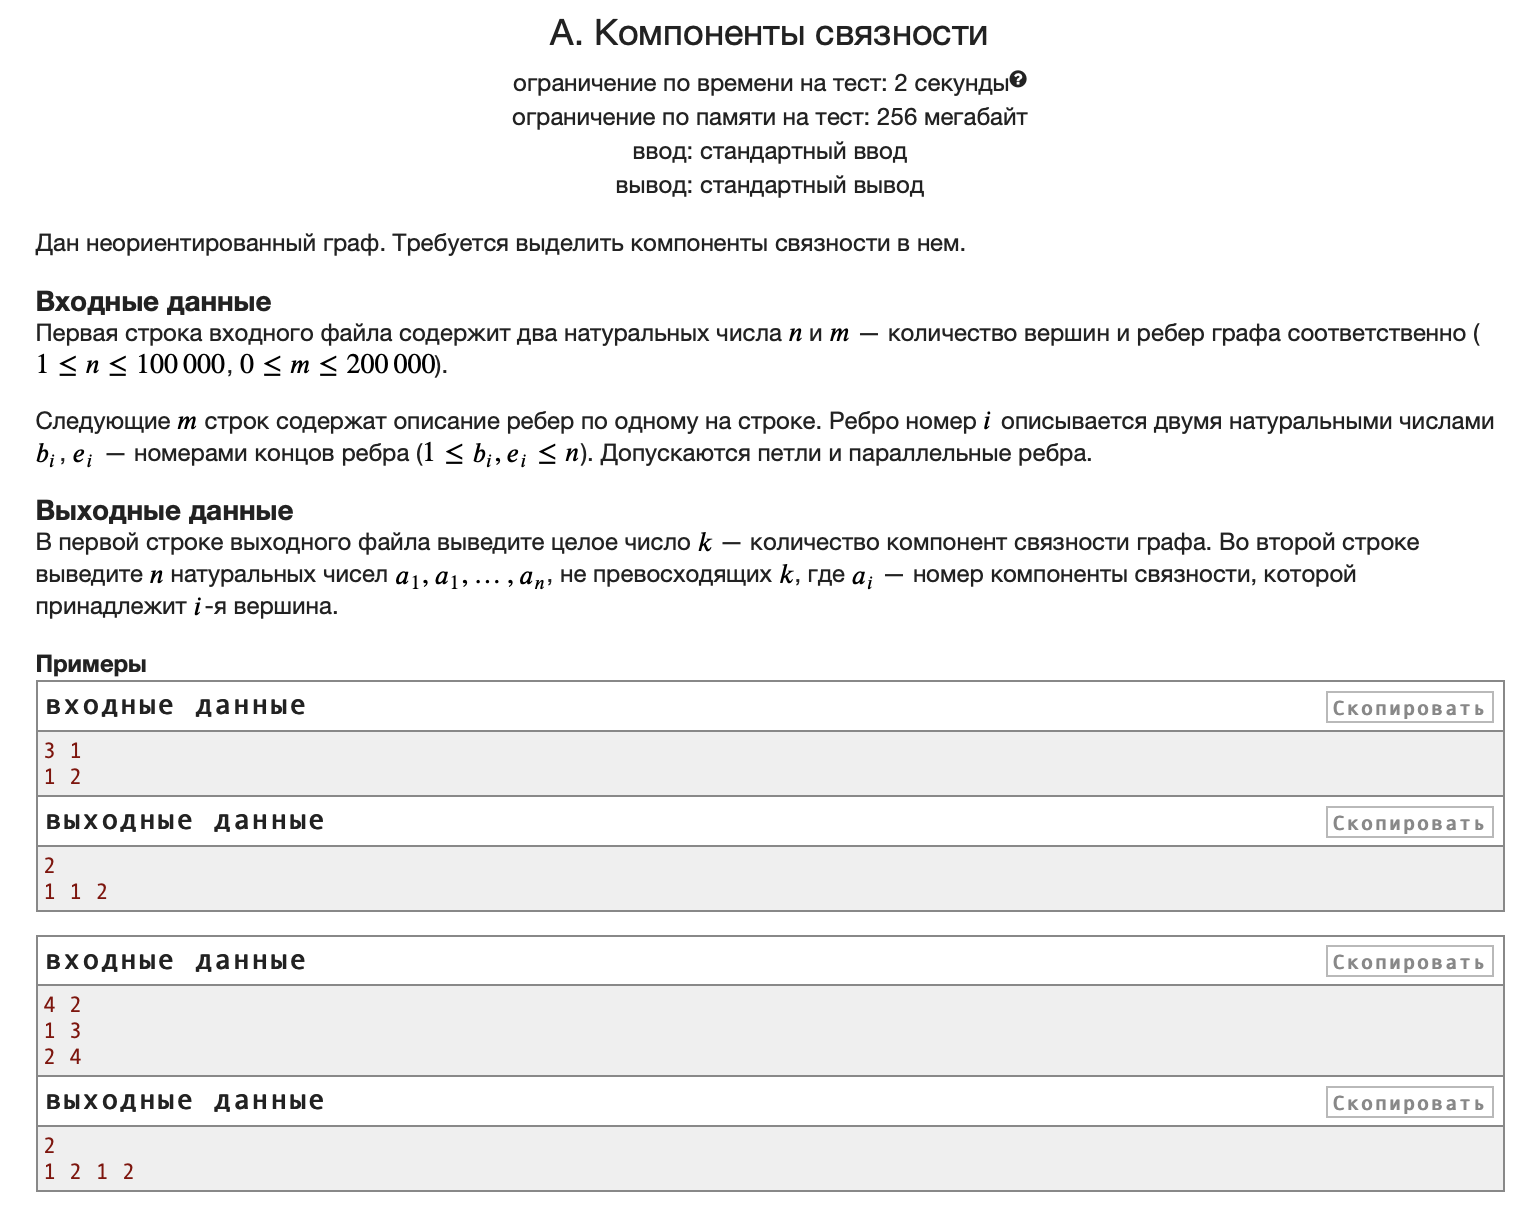 А. Компоненты связности
ограничение по времени на тест: 2 секунды?
ограничение по памяти на тест: 256 мегабайт
ввод: стандартный ввод
вывод: стандартный вывод
Дан неориентированный граф. Требуется выделить компоненты связности в нем.
Входные данные
Первая строка входного файла содержит два натуральных числа n и m — количество вершин и ребер графа соответственно (
1 ≤ n ≤ 100 000, 0 ≤ m ≤ 200 000).
Следующие m строк содержат описание ребер по одному на строке. Ребро номер i описывается двумя натуральными числами
b_i, e_i — номерами концов ребра (1 ≤ b_i, e_i ≤ n). Допускаются петли и параллельные ребра.
Выходные данные
В первой строке выходного файла выведите целое число k — количество компонент связности графа. Во второй строке
выведите n натуральных чисел a_1, a_1, …, a_n, не превосходящих k, где a_i — номер компоненты связности, которой
принадлежит i-я вершина.
Примеры
входные данные
Скопировать
3 1
1 2
выходные данные
Скопировать
2
1 1 2
входные данные
Скопировать
4 2
1 3
2 4
выходные данные
Скопировать
2
1 2 1 2